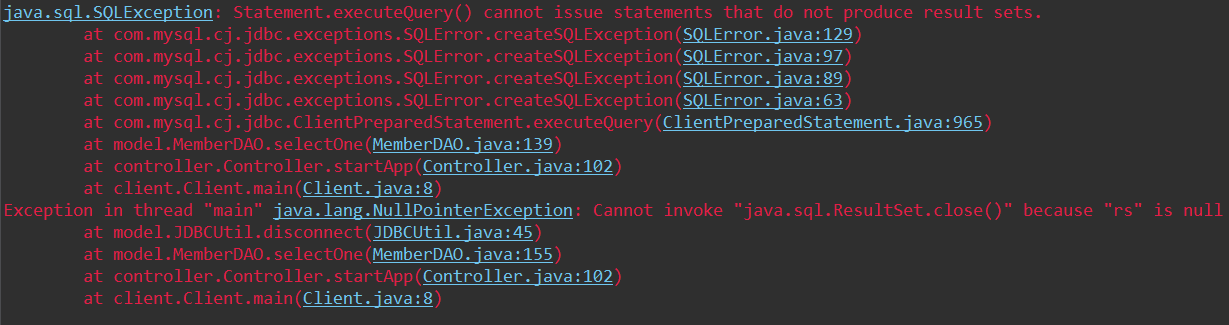 java.sql.SQLException: Statement.executeQuery() cannot issue statements that do not produce result sets.
at com.mysql.cj.jdbc.exceptions.SQLError.createSQLException(SQLError.java:129)
at com.mysql.cj.jdbc.exceptions.SQLError.createSQLException(SQLError.java:97)
at com.mysql.cj.jdbc.exceptions.SQLError.createSQLException(SQLError.java:89)
at com.mysql.cj.jdbc.exceptions.SQLError.createSQLException(SQLError.java:63)
at com.mysql.cj.jdbc.ClientPreparedStatement.executeQuery(ClientPreparedStatement.java:965)
at model.MemberDAO.selectOne(MemberDAO.java:139)
at controller.Controller.startApp(Controller.java:102)
at client.Client.main(Client.java:8)
Exception in thread "main" java.lang.NullPointerException: Cannot invoke "java.sql.ResultSet.close()" because "rs" is null
at model.JDBCUtil.disconnect(JDBCUtil.java:45)
at model.MemberDAO.selectOne(MemberDAO.java:155)
at controller.Controller.startApp(Controller.java:102)
at client.Client.main(Client.java:8)